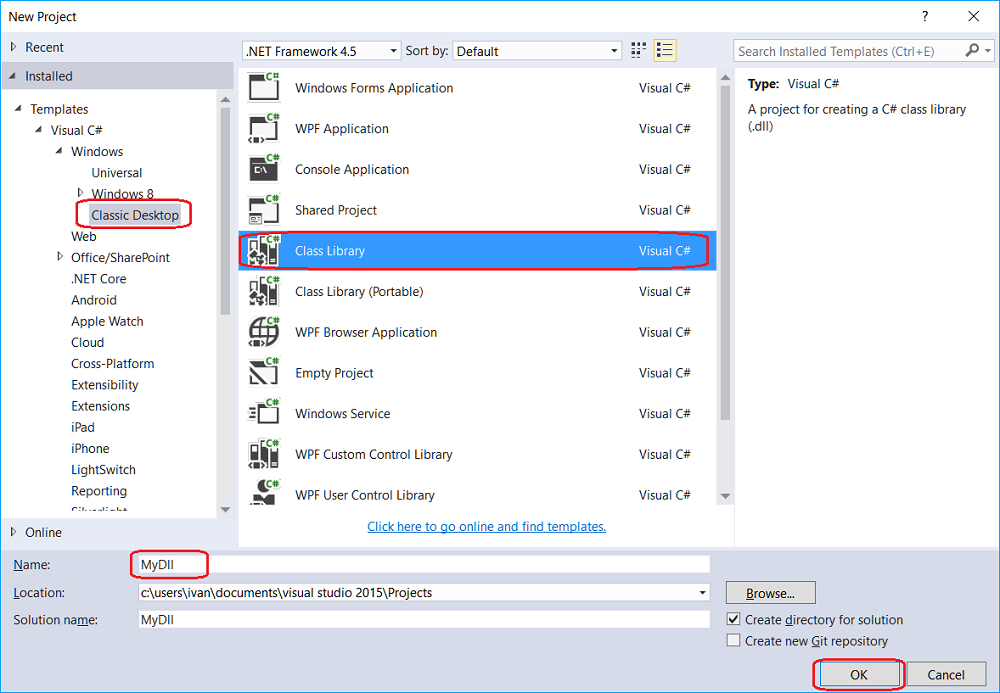 New Project
?
Recent
.NET Framework 4.5
Sort by:
Default
Search Installed Templates (Ctrl+E)
Installed
Templates
Visual C#
Windows
Universal
Windows 8
Classic Desktop
Web
Office/SharePoint
.NET Core
Android
Apple Watch
Cloud
Cross-Platform
Extensibility
Extensions
iPad
iPhone
LightSwitch
Reporting
Silverlight
Online
C# Windows Forms Application Visual C#
C# WPF Application Visual C#
C# Console Application Visual C#
C# Shared Project Visual C#
C# Class Library Visual C#
C# Class Library (Portable) Visual C#
C# WPF Browser Application Visual C#
C# Empty Project Visual C#
C# Windows Service Visual C#
C# WPF Custom Control Library Visual C#
C# WPF User Control Library Visual C#
Click here to go online and find templates.
Type: Visual C#
A project for creating a C# class library
(.dll)
Name: MyDll
Location: c:\users\ivan\documents\visual studio 2015\Projects
Browse...
Solution name: MyDll
Create directory for solution
Create new Git repository
OK
Cancel